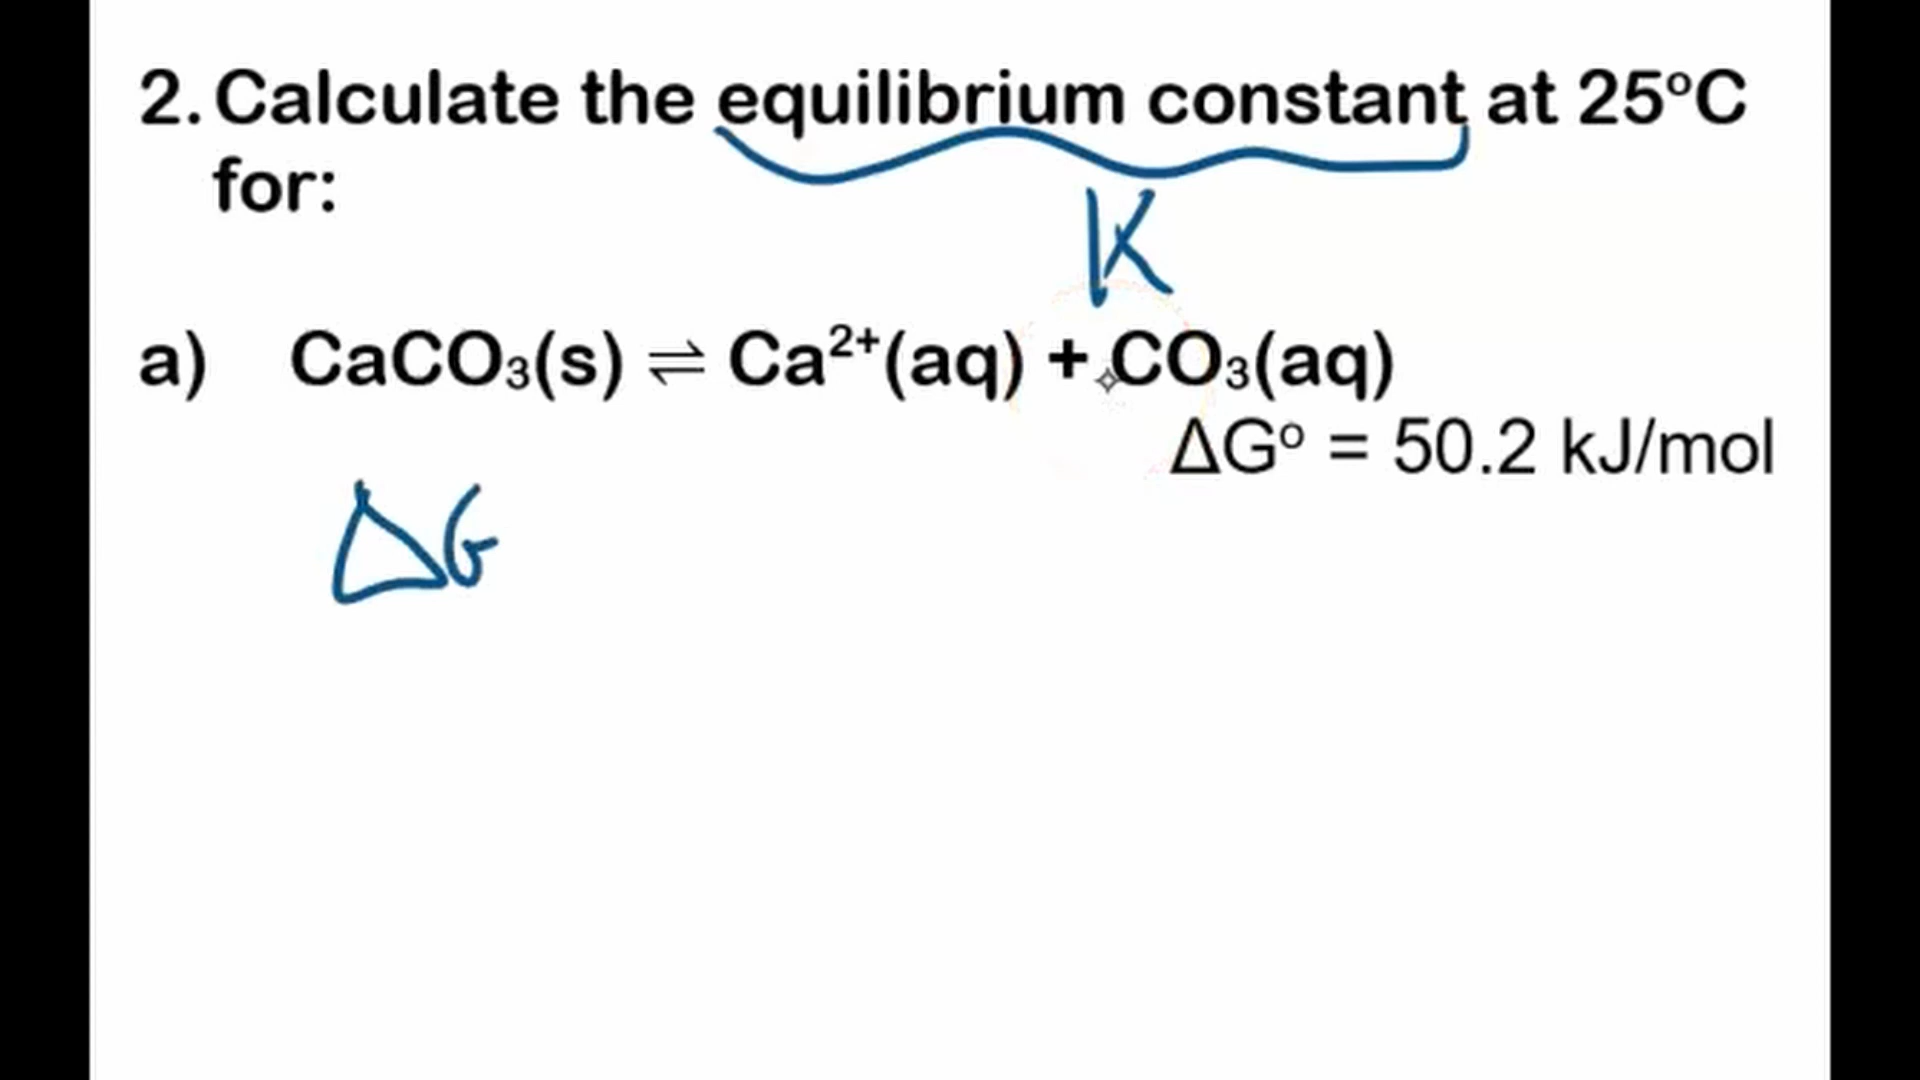 2. Calculate the equilibrium constant at 25°C
for:
K
a) CaCO₃(s) ⇌ Ca²⁺(aq) + CO₃(aq)
ΔG° = 50.2 kJ/mol
ΔG